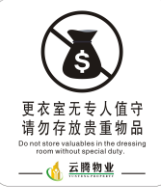 $
更衣室无专人值守
请勿存放贵重物品
Do not store valuables in the dressing
room without special duty.
云腾物业